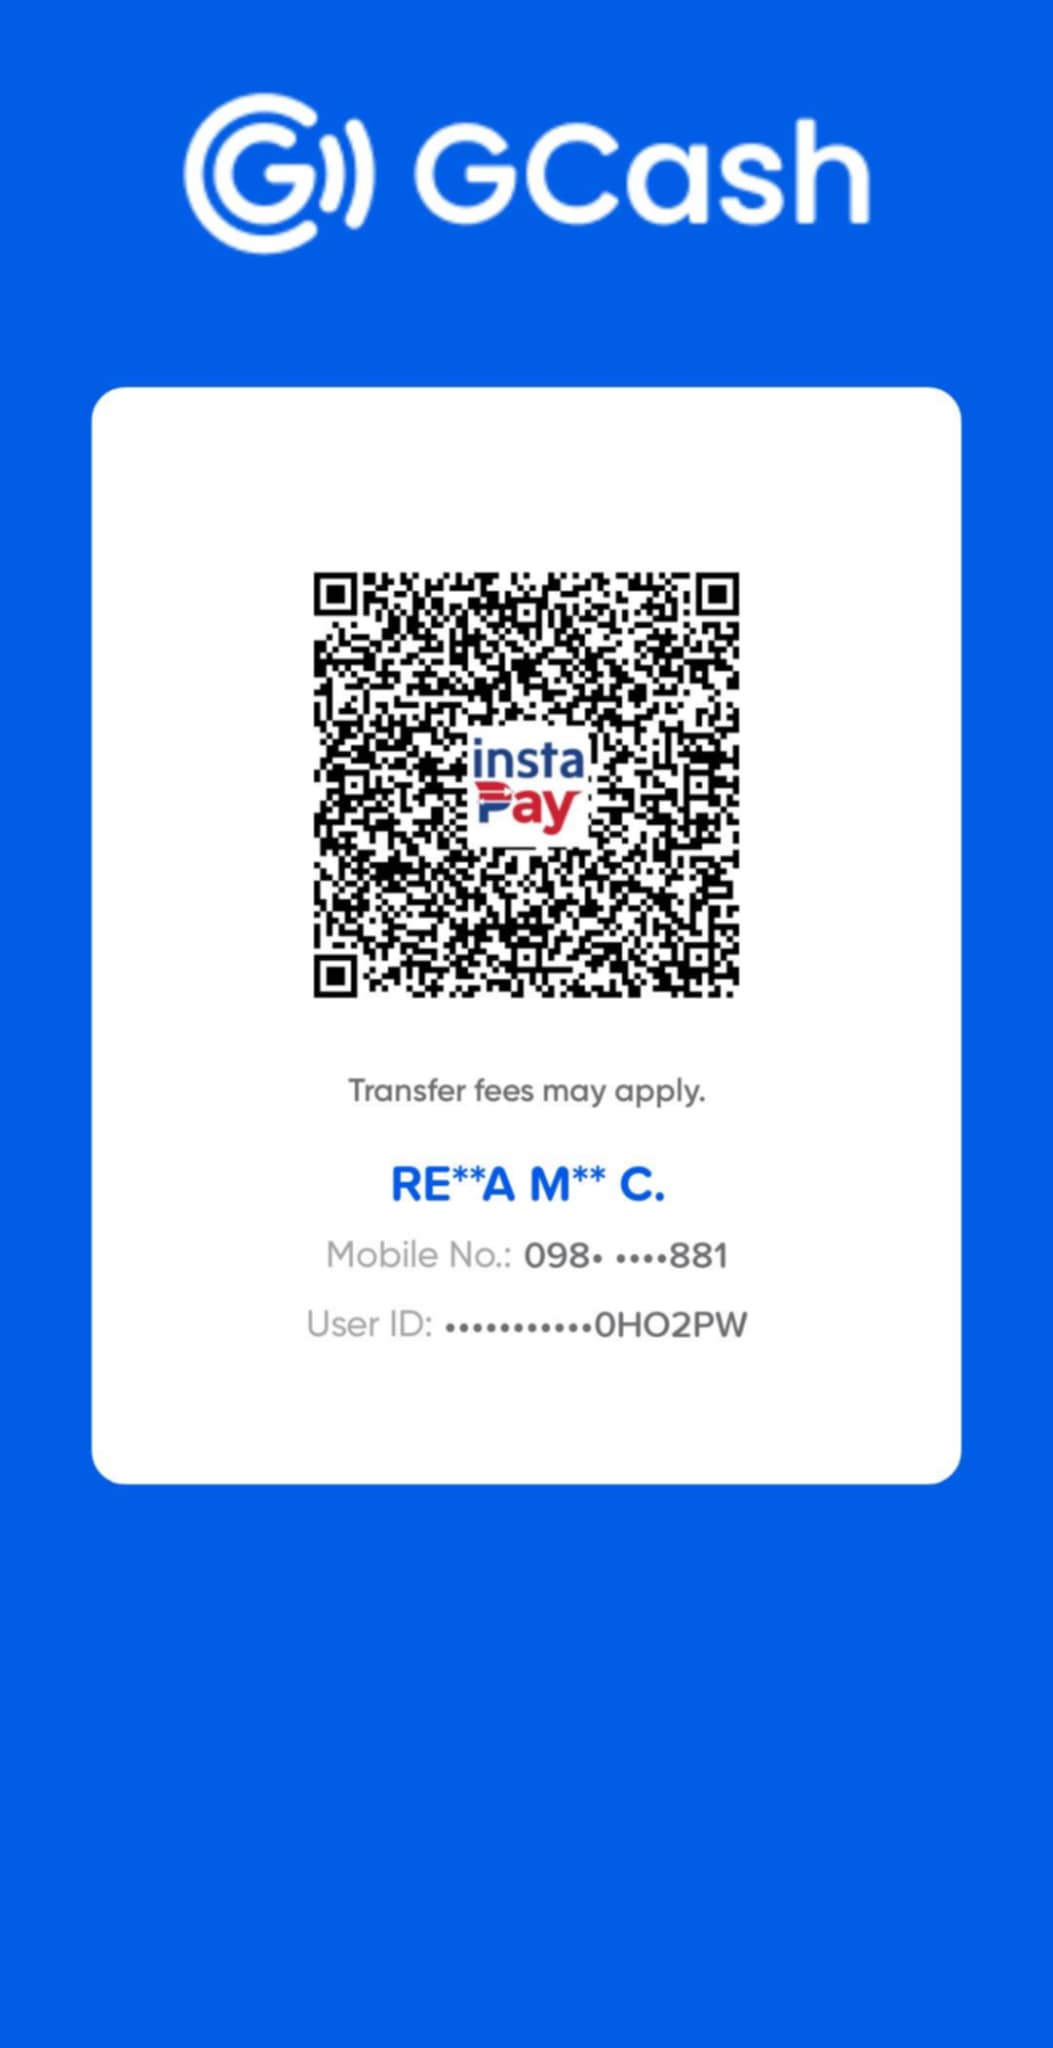 GCash
insta
Pay
Transfer fees may apply.
RE**A M** C.
Mobile No.: 098• ••••881
User ID: •••••••••••0HO2PW